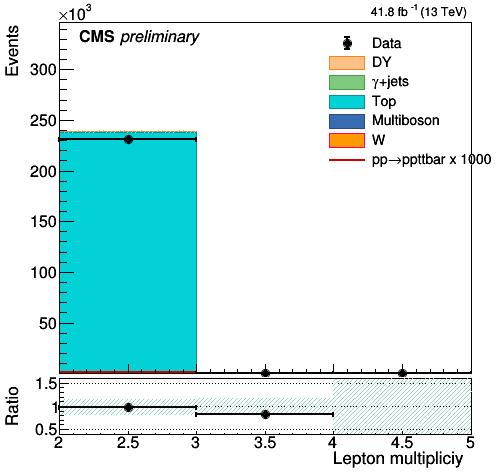 ×10³
CMS preliminary
41.8 fb⁻¹ (13 TeV)
Events
300
250
200
150
100
50
Data
DY
γ+jets
Top
Multiboson
W
pp→ppttbar x 1000
Ratio
1.5
1
0.5
2 2.5 3 3.5 4 4.5 5
Lepton multipliciy